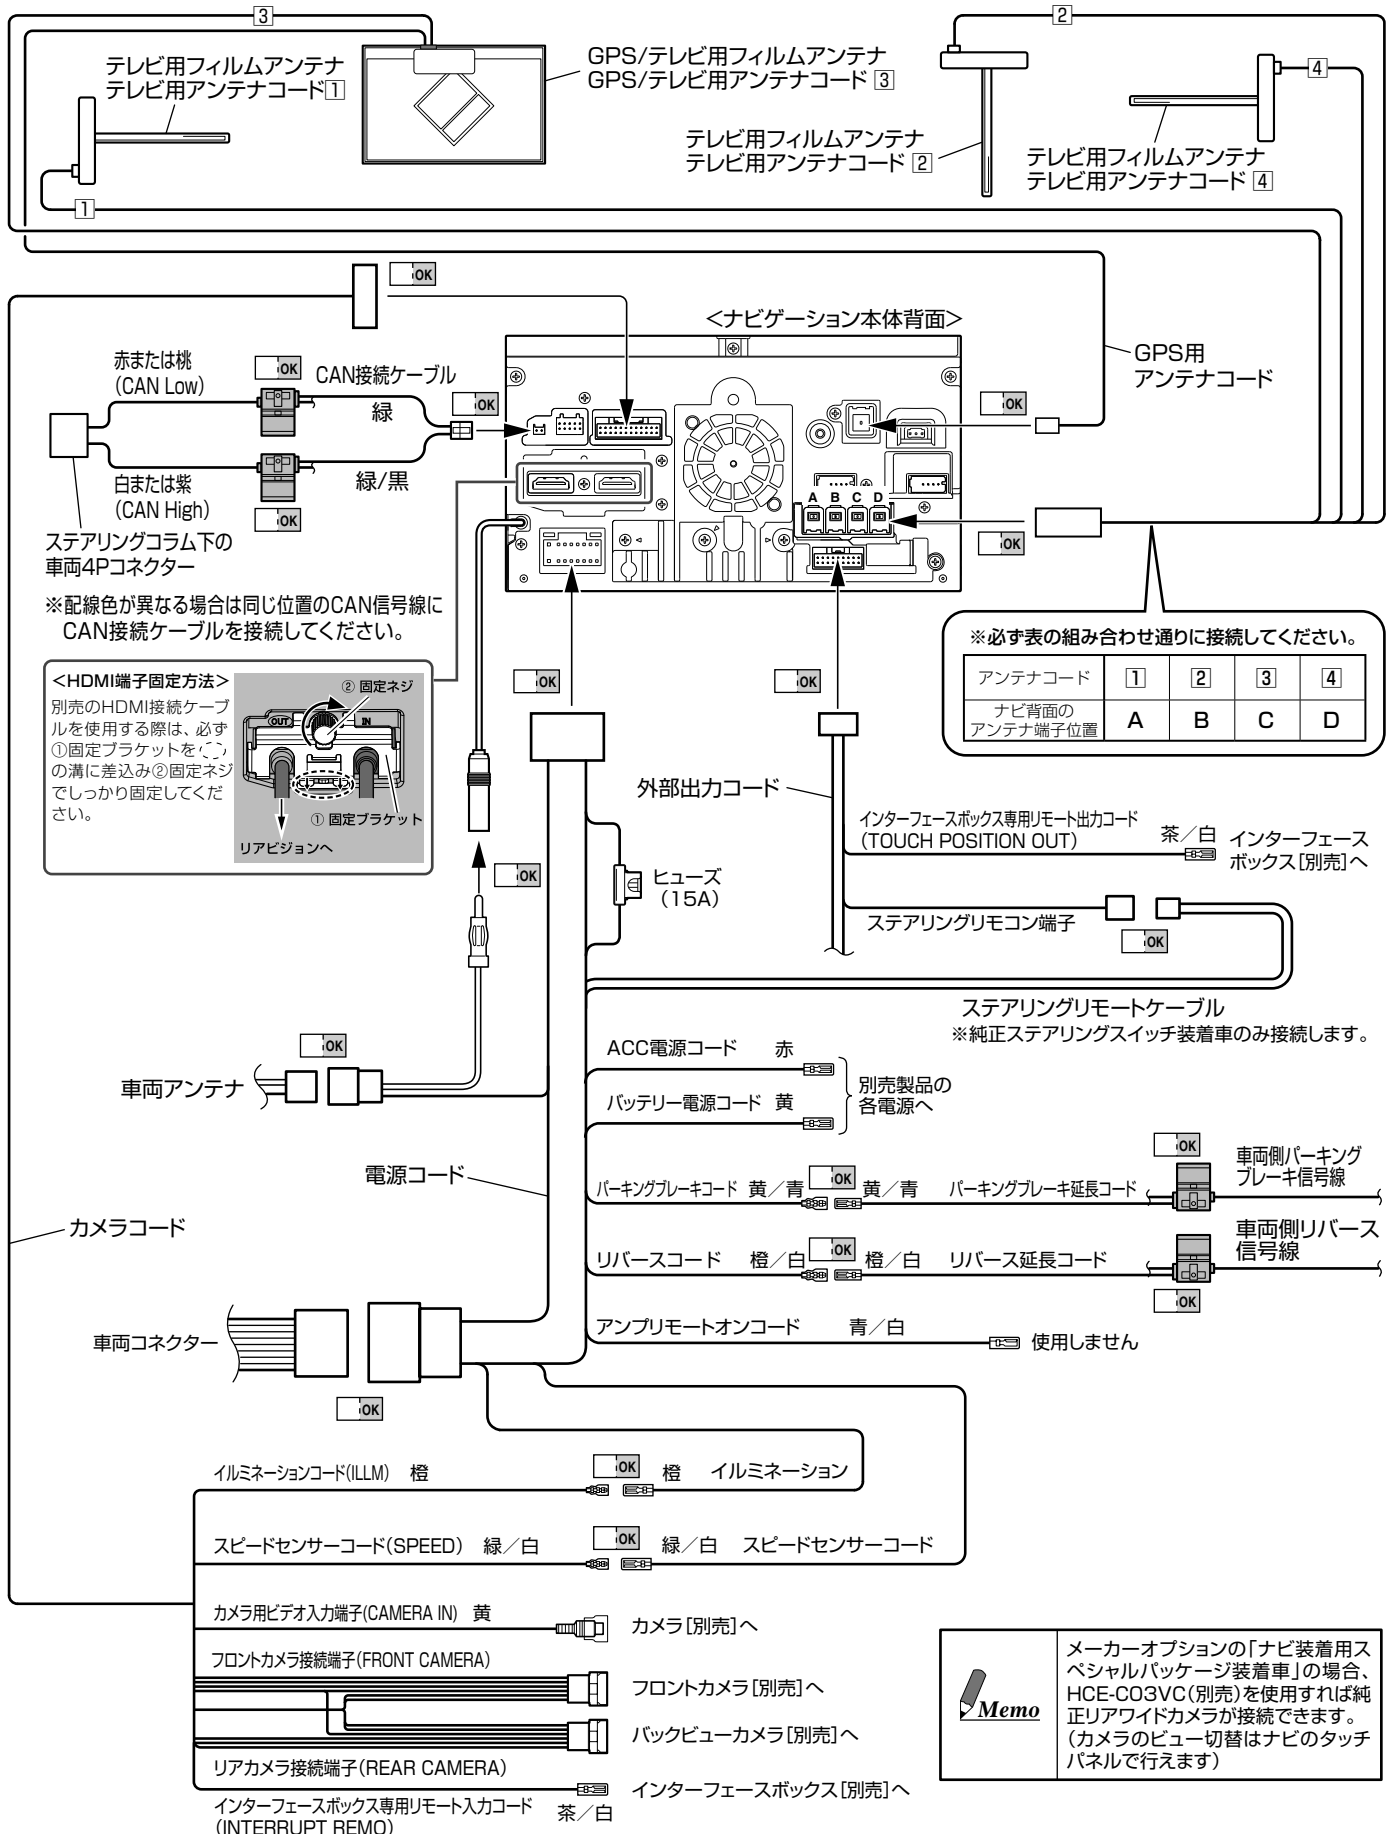 3
2
テレビ用フィルムアンテナ
テレビ用アンテナコード1
GPS/テレビ用フィルムアンテナ
GPS/テレビ用アンテナコード 3
4
テレビ用フィルムアンテナ
テレビ用アンテナコード 2
テレビ用フィルムアンテナ
テレビ用アンテナコード 4
1
OK
<ナビゲーション本体背面>
GPS用
アンテナコード
赤または桃
(CAN Low)
OK
CAN接続ケーブル
緑
OK
OK
白または紫
(CAN High)
緑/黒
OK
A B C D
OK
ステアリングコラム下の
車両4Pコネクター
※配線色が異なる場合は同じ位置のCAN信号線に
CAN接続ケーブルを接続してください。
※必ず表の組み合わせ通りに接続してください。
アンテナコード 1 2 3 4
ナビ背面の
アンテナ端子位置 A B C D
<HDMI端子固定方法>
別売のHDMI接続ケーブ
ルを使用する際は、必ず
①固定ブラケットを
の溝に差込み②固定ネジ
でしっかり固定してくだ
さい。
② 固定ネジ
OUT
IN
① 固定ブラケット
リアビジョンへ
OK
OK
外部出力コード
インターフェースボックス専用リモート出力コード
(TOUCH POSITION OUT)
茶/白
インターフェース
ボックス[別売]へ
OK
ヒューズ
(15A)
ステアリングリモコン端子
OK
ステアリングリモートケーブル
※純正ステアリングスイッチ装着車のみ接続します。
OK
車両アンテナ
ACC電源コード 赤
バッテリー電源コード 黄
別売製品の
各電源へ
電源コード
パーキングブレーキコード 黄/青
OK
黄/青 パーキングブレーキ延長コード
OK
車両側パーキング
ブレーキ信号線
カメラコード
リバースコード 橙/白
OK
橙/白 リバース延長コード
車両側リバース
信号線
OK
アンプリモートオンコード 青/白
使用しません
車両コネクター
OK
イルミネーションコード(ILLM) 橙
OK
橙 イルミネーション
スピードセンサーコード(SPEED) 緑/白
OK
緑/白 スピードセンサーコード
カメラ用ビデオ入力端子(CAMERA IN) 黄
カメラ[別売]へ
フロントカメラ接続端子(FRONT CAMERA)
フロントカメラ[別売]へ
バックビューカメラ[別売]へ
リアカメラ接続端子(REAR CAMERA)
インターフェースボックス[別売]へ
インターフェースボックス専用リモート入力コード
(INTERRUPT REMO)
茶/白
Memo
メーカーオプションの「ナビ装着用ス
ペシャルパッケージ装着車」の場合、
HCE-C03VC(別売)を使用すれば純
正リアワイドカメラが接続できます。
(カメラのビュー切替はナビのタッチ
パネルで行えます)